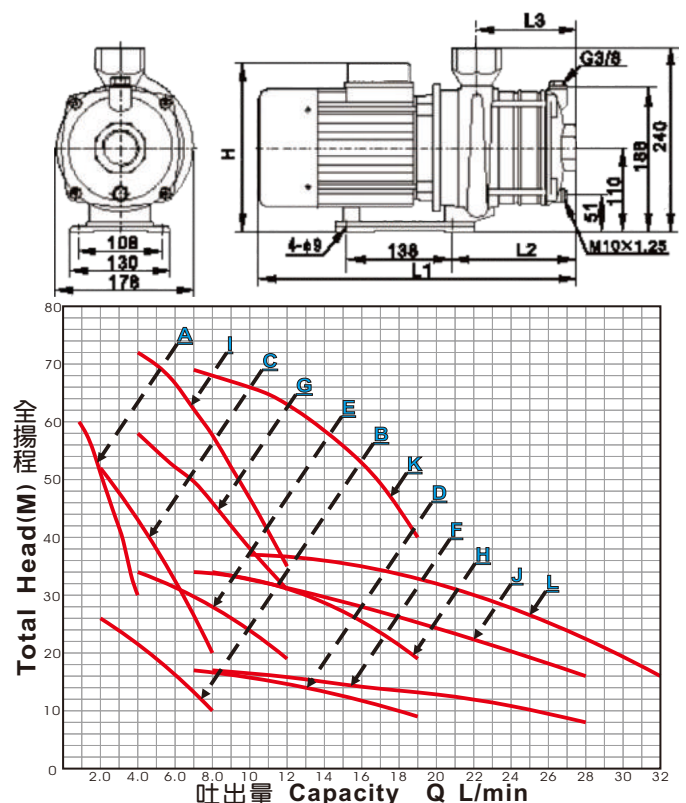 L3
G3/8
H
240
188
110
51
108
130
178
4-φ9
138
L2
M10×1.25
L1
80
70
60
50
40
30
20
10
0
全揚程 Total Head(M)
A
I
C
G
E
B
K
D
F
H
J
L
2.0 4.0 6.0 8.0 10 12 14 16 18 20 22 24 26 28 30 32
吐出量 Capacity Q L/min